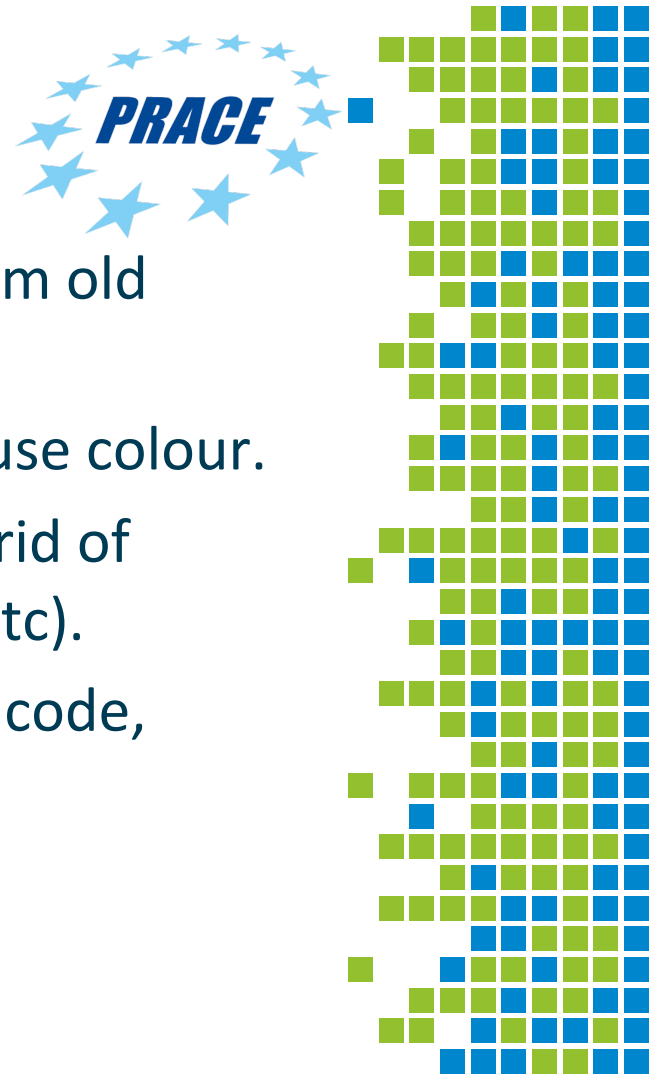 PRACE
m old
use colour.
rid of
tc).
code,